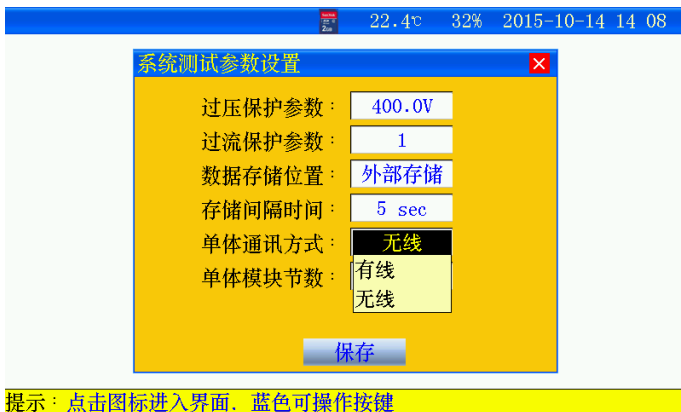 22.4℃ 32% 2015-10-14 14 08
系统测试参数设置
过压保护参数： 400.0V
过流保护参数： 1
数据存储位置： 外部存储
存储间隔时间： 5 sec
单体通讯方式： 无线
有线
单体模块节数：
无线
保存
提示：点击图标进入界面. 蓝色可操作按键